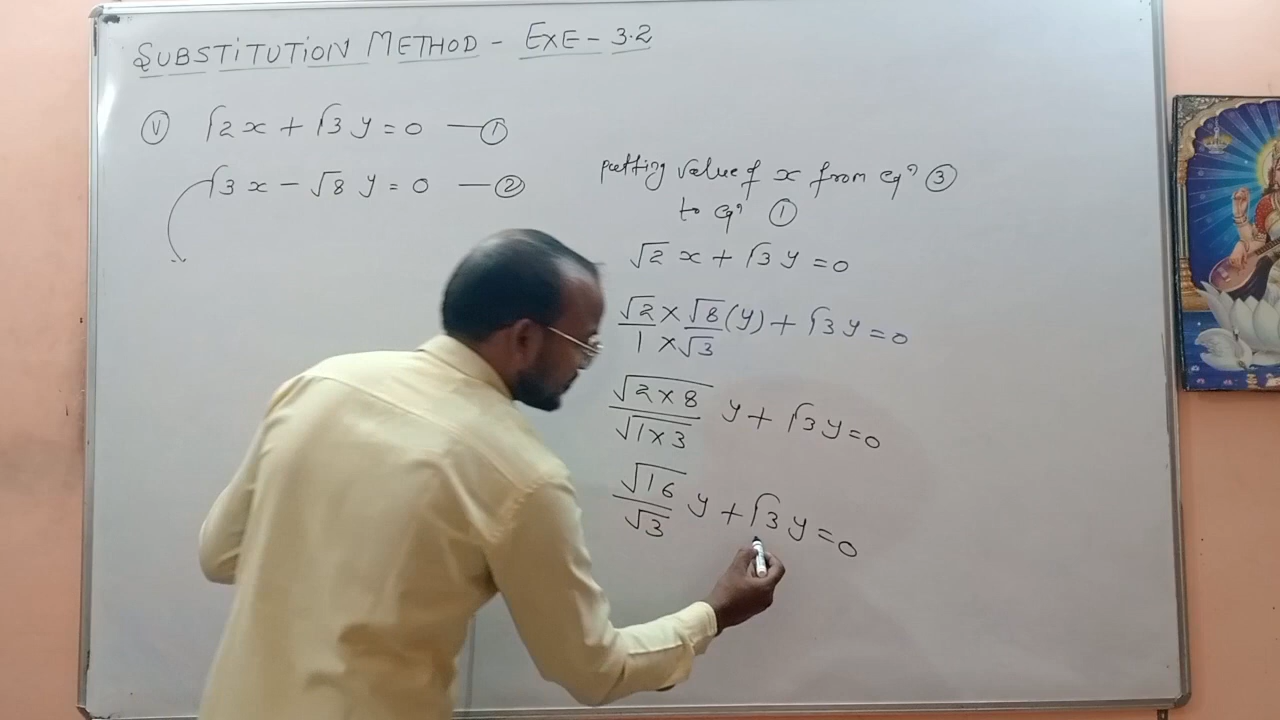 SUBSTITUTION METHOD - EXE - 3.2
Ⓥ √2 x + √3 y = 0 — ①
√3 x - √8 y = 0 — ②
putting value of x from eqⁿ ③
to eqⁿ ①
√2 x + √3 y = 0
√2/1 × √8/√3 (y) + √3 y = 0
√(2×8)/√(1×3) y + √3 y = 0
√16/√3 y + √3 y = 0